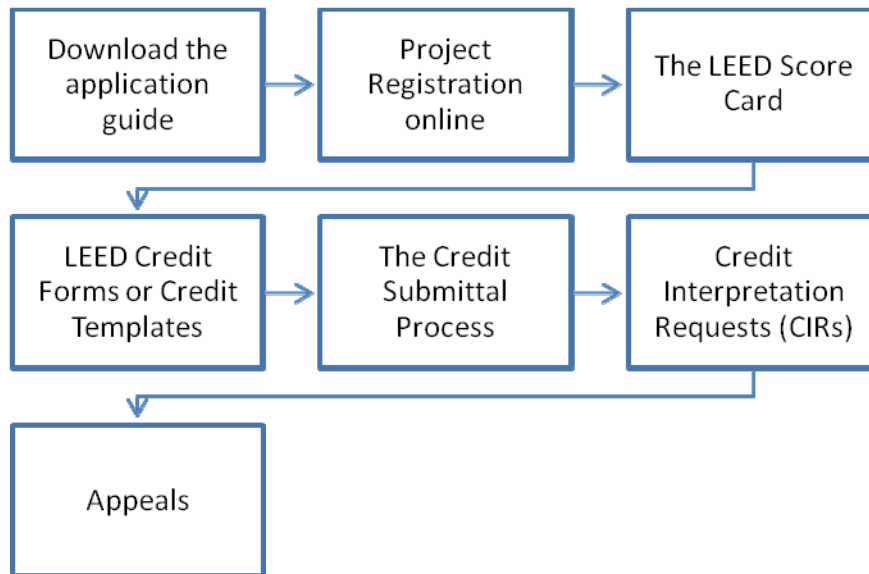 Download the
application
guide
Project
Registration
online
The LEED Score
Card
LEED Credit
Forms or Credit
Templates
The Credit
Submittal
Process
Credit
Interpretation
Requests (CIRs)
Appeals